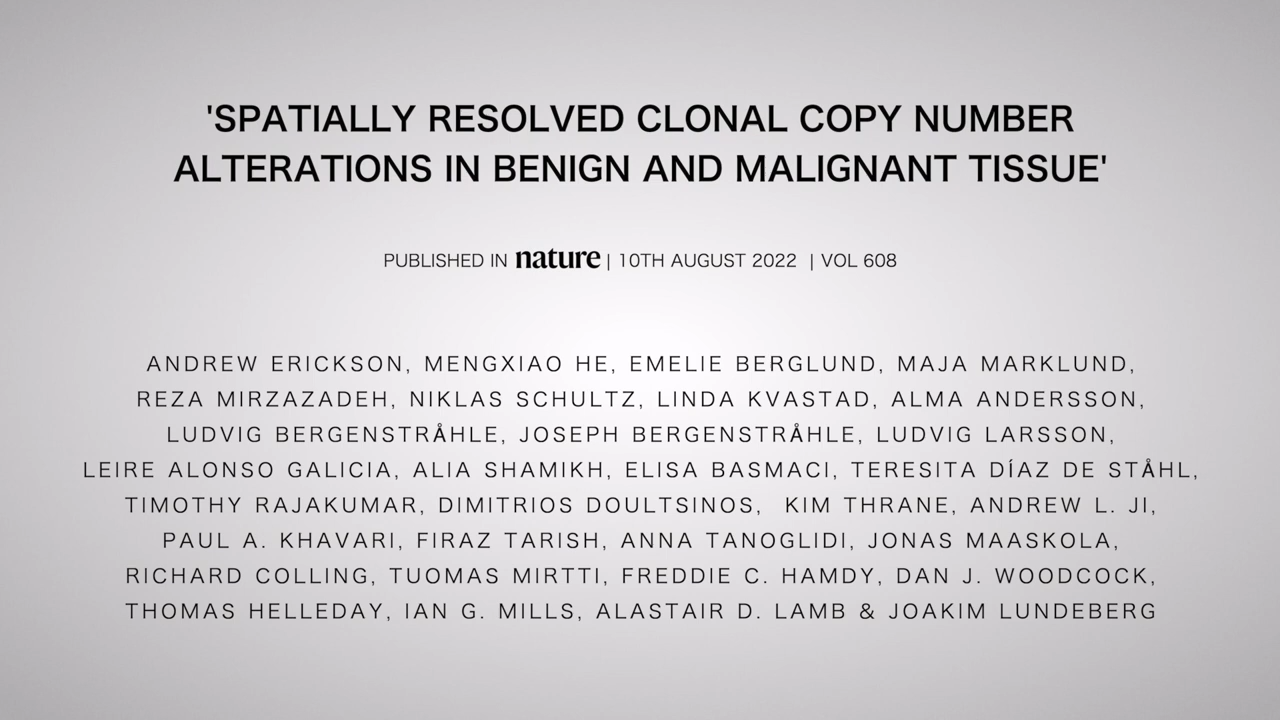 'SPATIALLY RESOLVED CLONAL COPY NUMBER
ALTERATIONS IN BENIGN AND MALIGNANT TISSUE'
PUBLISHED IN nature | 10TH AUGUST 2022 | VOL 608
ANDREW ERICKSON, MENGXIAO HE, EMELIE BERGLUND, MAJA MARKLUND,
REZA MIRZAZADEH, NIKLAS SCHULTZ, LINDA KVASTAD, ALMA ANDERSSON,
LUDVIG BERGENSTRÅHLE, JOSEPH BERGENSTRÅHLE, LUDVIG LARSSON,
LEIRE ALONSO GALICIA, ALIA SHAMIKH, ELISA BASMACI, TERESITA DÍAZ DE STÅHL,
TIMOTHY RAJAKUMAR, DIMITRIOS DOULTSINOS, KIM THRANE, ANDREW L. JI,
PAUL A. KHAVARI, FIRAZ TARISH, ANNA TANOGLIDI, JONAS MAASKOLA,
RICHARD COLLING, TUOMAS MIRTTI, FREDDIE C. HAMDY, DAN J. WOODCOCK,
THOMAS HELLEDAY, IAN G. MILLS, ALASTAIR D. LAMB & JOAKIM LUNDEBERG